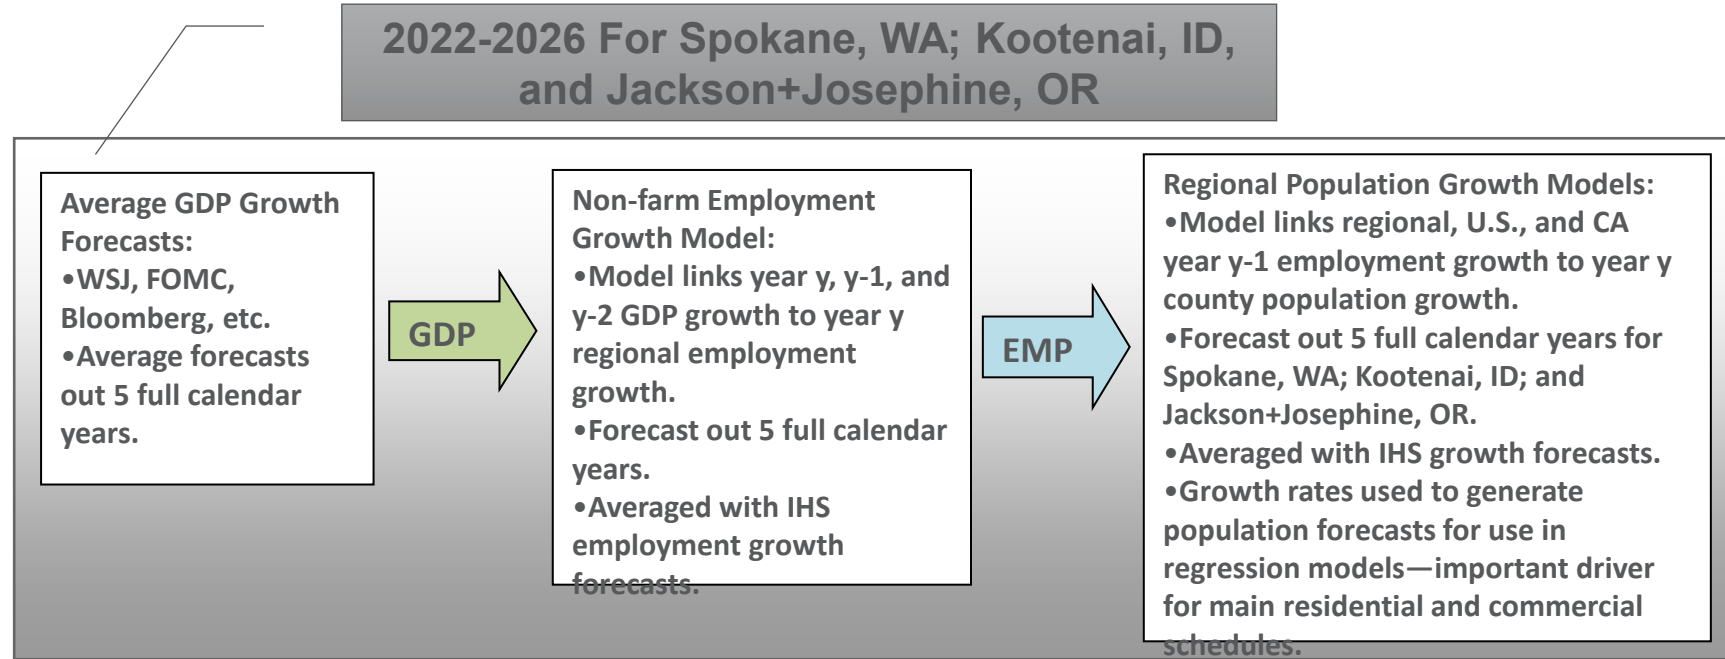 2022-2026 For Spokane, WA; Kootenai, ID,
and Jackson+Josephine, OR
Average GDP Growth
Forecasts:
•WSJ, FOMC,
Bloomberg, etc.
•Average forecasts
out 5 full calendar
years.
GDP
Non-farm Employment
Growth Model:
•Model links year y, y-1, and
y-2 GDP growth to year y
regional employment
growth.
•Forecast out 5 full calendar
years.
•Averaged with IHS
employment growth
forecasts.
EMP
Regional Population Growth Models:
•Model links regional, U.S., and CA
year y-1 employment growth to year y
county population growth.
•Forecast out 5 full calendar years for
Spokane, WA; Kootenai, ID; and
Jackson+Josephine, OR.
•Averaged with IHS growth forecasts.
•Growth rates used to generate
population forecasts for use in
regression models—important driver
for main residential and commercial
schedules.